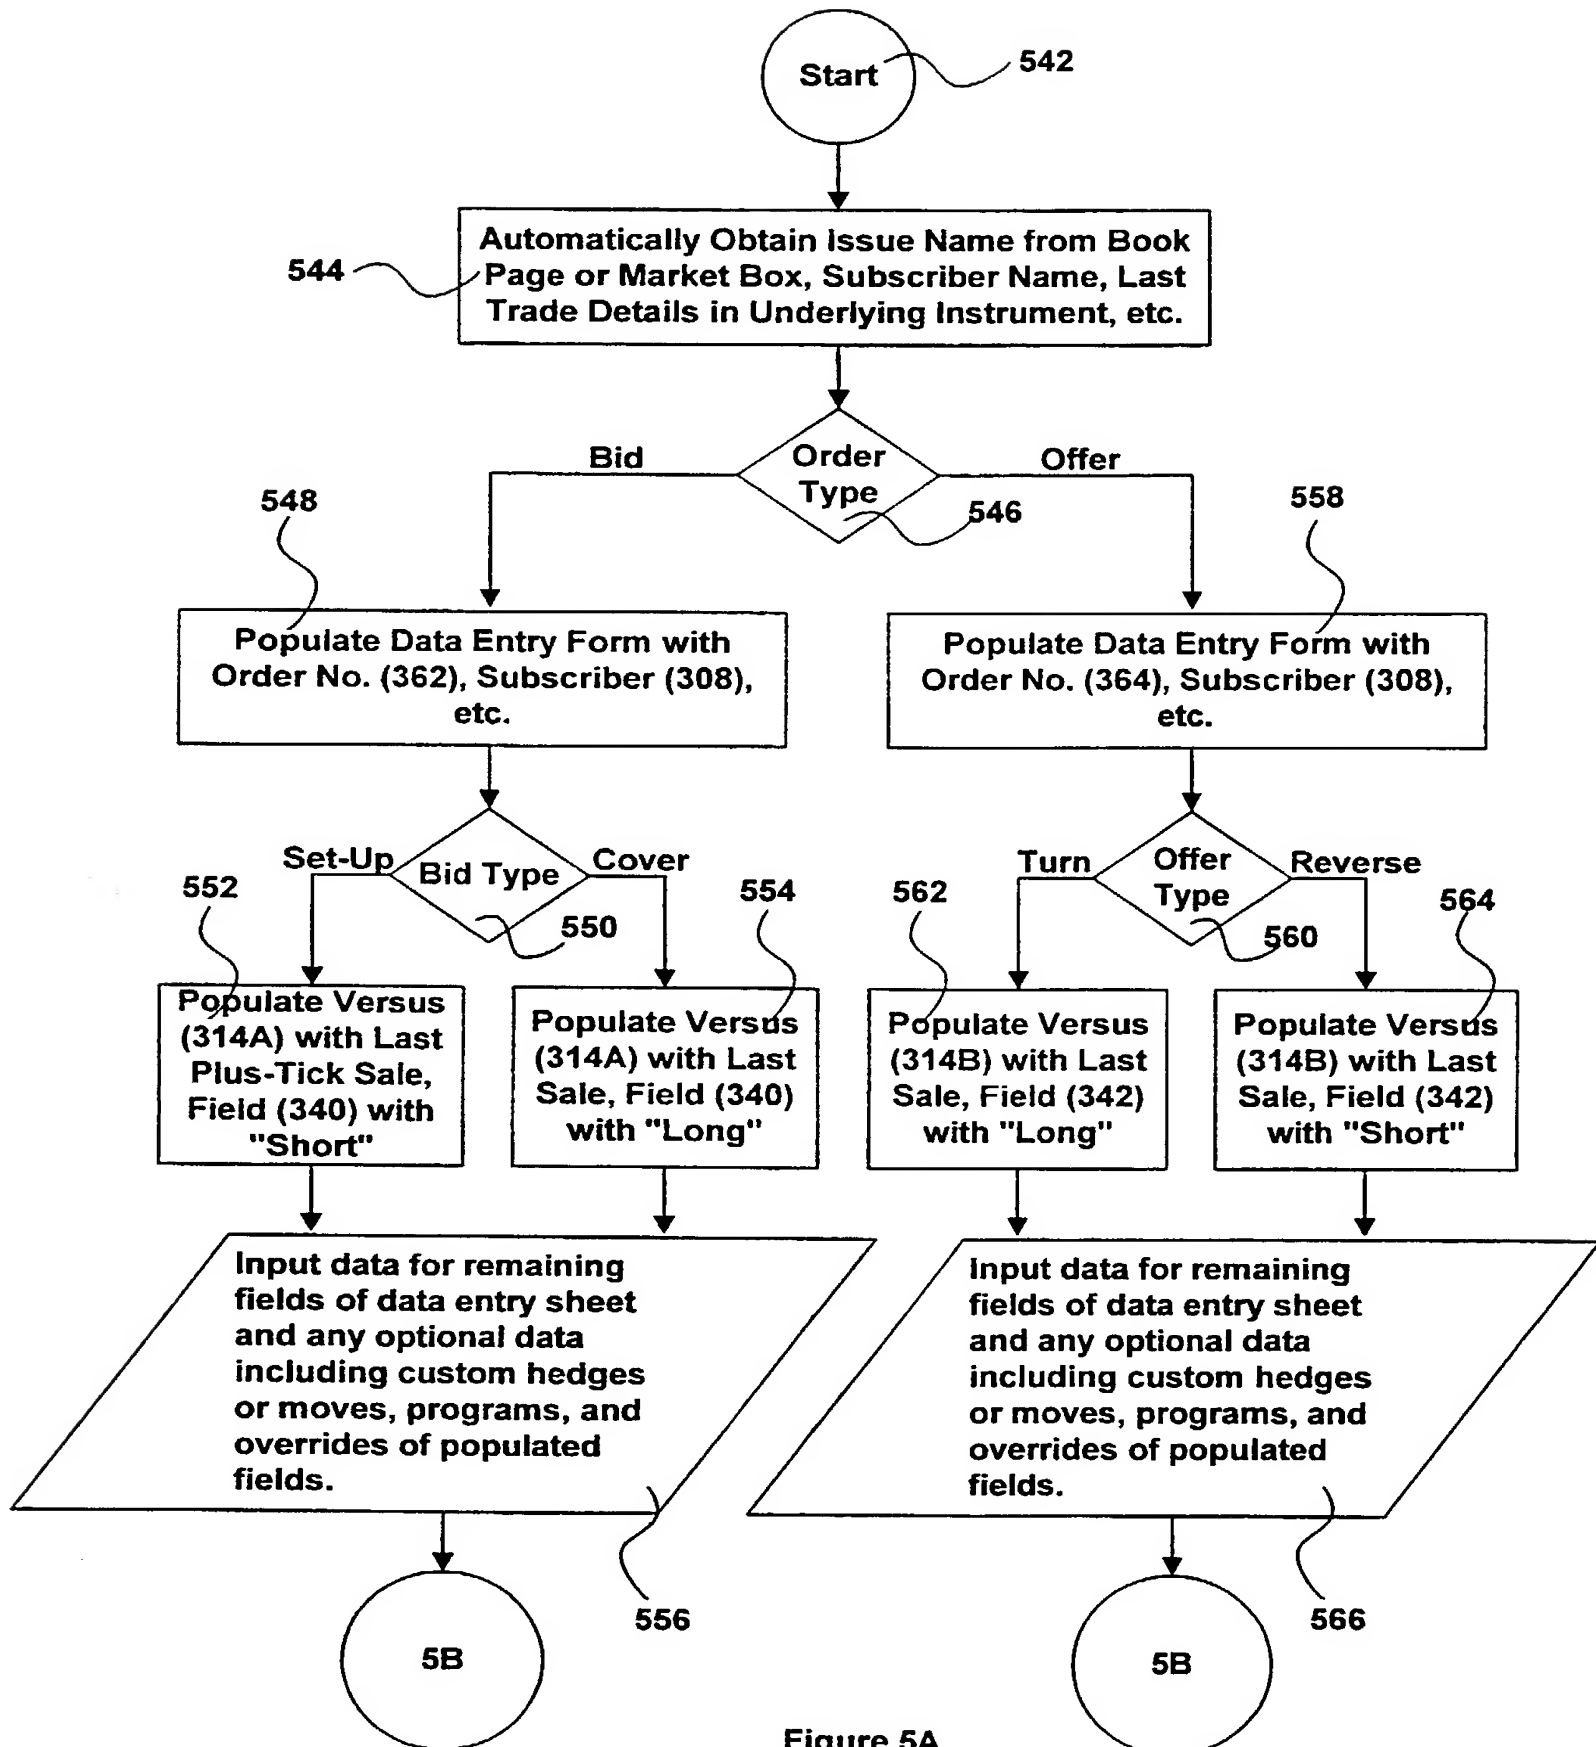 Start
542
544
Automatically Obtain Issue Name from Book
Page or Market Box, Subscriber Name, Last
Trade Details in Underlying Instrument, etc.
Bid
Order
Type
Offer
546
548
558
Populate Data Entry Form with
Order No. (362), Subscriber (308),
etc.
Populate Data Entry Form with
Order No. (364), Subscriber (308),
etc.
Set-Up
Bid Type
Cover
550
Turn
Offer
Type
Reverse
560
552
554
562
564
Populate Versus
(314A) with Last
Plus-Tick Sale,
Field (340) with
"Short"
Populate Versus
(314A) with Last
Sale, Field (340)
with "Long"
Populate Versus
(314B) with Last
Sale, Field (342)
with "Long"
Populate Versus
(314B) with Last
Sale, Field (342)
with "Short"
Input data for remaining
fields of data entry sheet
and any optional data
including custom hedges
or moves, programs, and
overrides of populated
fields.
556
Input data for remaining
fields of data entry sheet
and any optional data
including custom hedges
or moves, programs, and
overrides of populated
fields.
566
5B
5B
Figure 5A